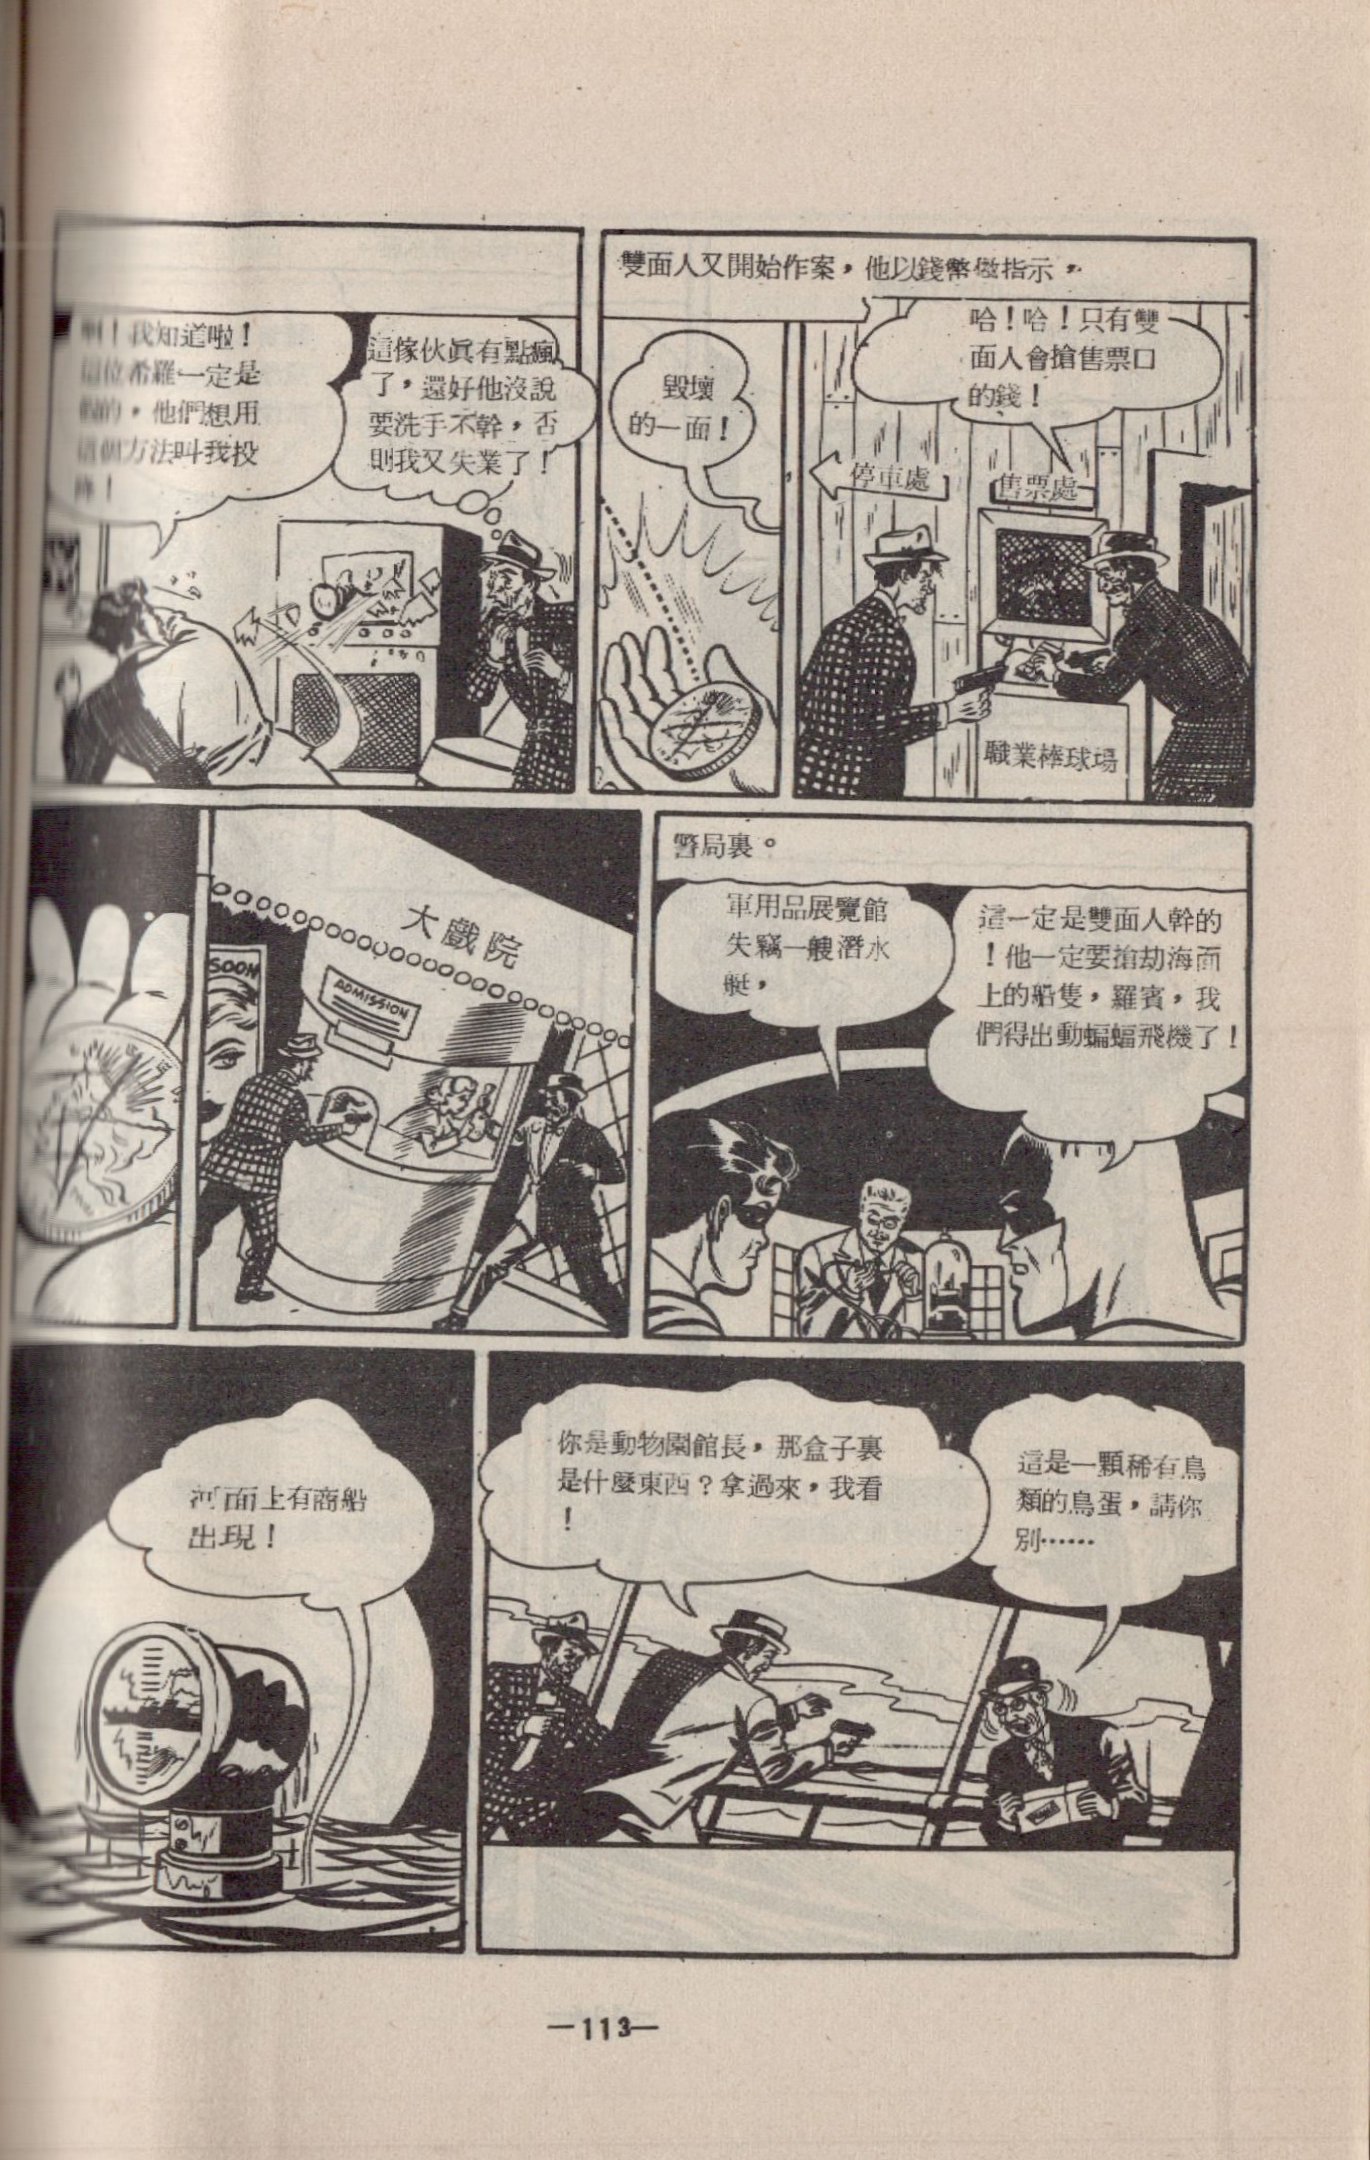 我知道啦！
這位希羅一定是
假的，他們想用
這個方法叫我投
這傢伙眞有點瘋
了，還好他沒說
要洗手不幹，否
則我又失業了！
雙面人又開始作案，他以錢幣做指示，
毀壞
的一面！
哈！哈！只有雙
面人會搶售票口
的錢！
停車處
售票處
職業棒球場
SOON
大戲院
ADMISSION
警局裏。
軍用品展覽館
失竊一艘潛水
艇，
這一定是雙面人幹的
！他一定要搶劫海面
上的船隻，羅賓，我
們得出動蝙蝠飛機了！
河面上有商船
出現！
你是動物園館長，那盒子裏
是什麼東西？拿過來，我看
！
這是一顆稀有鳥
類的鳥蛋，請你
別……
—113—